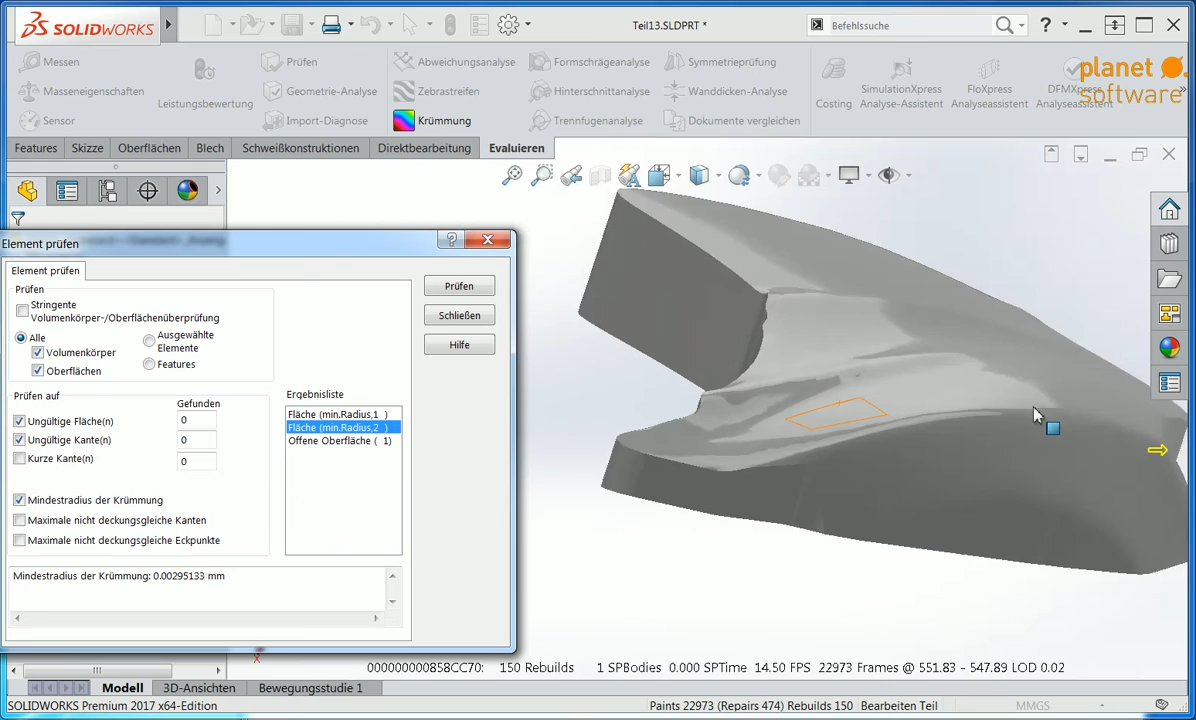 SOLIDWORKS
Teil13.SLDPRT *
Befehlssuche
?
Messen
Masseneigenschaften
Sensor
Leistungsbewertung
Prüfen
Geometrie-Analyse
Import-Diagnose
Abweichungsanalyse
Zebrastreifen
Krümmung
Formschrägeanalyse
Hinterschnittanalyse
Trennfugenanalyse
Symmetrieprüfung
Wanddicken-Analyse
Dokumente vergleichen
Costing
SimulationXpress
Analyse-Assistent
FloXpress
Analyseassistent
DFMXpress
Analyseassistent
planet
software
Features
Skizze
Oberflächen
Blech
Schweißkonstruktionen
Direktbearbeitung
Evaluieren
Element prüfen
?
Element prüfen
Prüfen
Stringente
Volumenkörper-/Oberflächenüberprüfung
Alle
Volumenkörper
Oberflächen
Ausgewählte
Elemente
Features
Prüfen
Schließen
Hilfe
Prüfen auf
Gefunden
Ungültige Fläche(n)
0
Ungültige Kante(n)
0
Kurze Kante(n)
0
Mindestradius der Krümmung
Maximale nicht deckungsgleiche Kanten
Maximale nicht deckungsgleiche Eckpunkte
Ergebnisliste
Fläche (min.Radius,1 )
Fläche (min.Radius,2 )
Offene Oberfläche ( 1)
Mindestradius der Krümmung: 0.00295133 mm
x
000000000858CC70: 150 Rebuilds 1 SPBodies 0.000 SPTime 14.50 FPS 22973 Frames @ 551.83 - 547.89 LOD 0.02
Modell
3D-Ansichten
Bewegungsstudie 1
SOLIDWORKS Premium 2017 x64-Edition
Paints 22973 (Repairs 474) Rebuilds 150
Bearbeiten Teil
MMGS